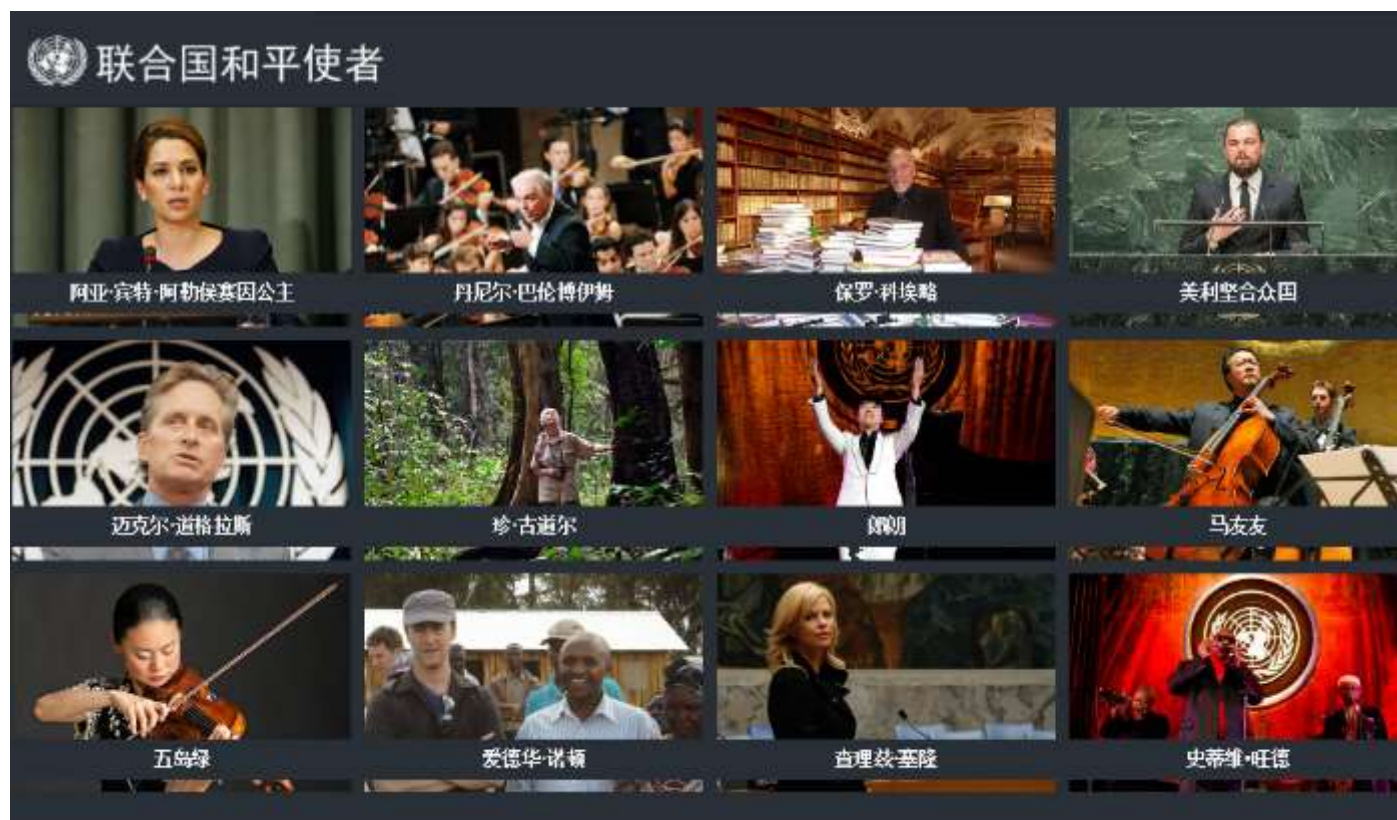 联合国和平使者
阿亚·宾特·阿勒侯赛因公主
丹尼尔·巴伦博伊姆
保罗·科埃略
美利坚合众国
迈克尔·道格拉斯
珍·古道尔
郎朗
马友友
五岛绿
爱德华·诺顿
查理兹·塞隆
史蒂维·旺德